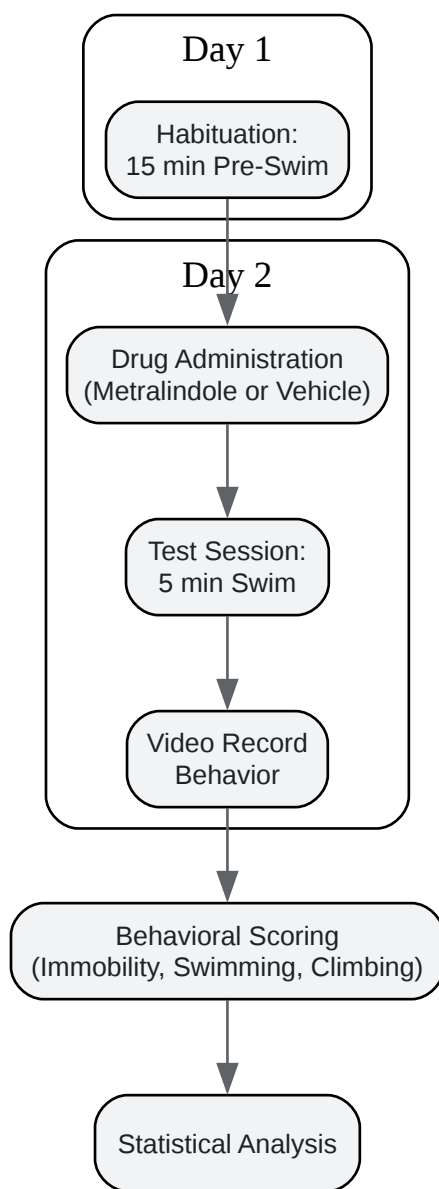 Day 1
Habituation:
15 min Pre-Swim
Day 2
Drug Administration
(Metralindole or Vehicle)
Test Session:
5 min Swim
Video Record
Behavior
Behavioral Scoring
(Immobility, Swimming, Climbing)
Statistical Analysis